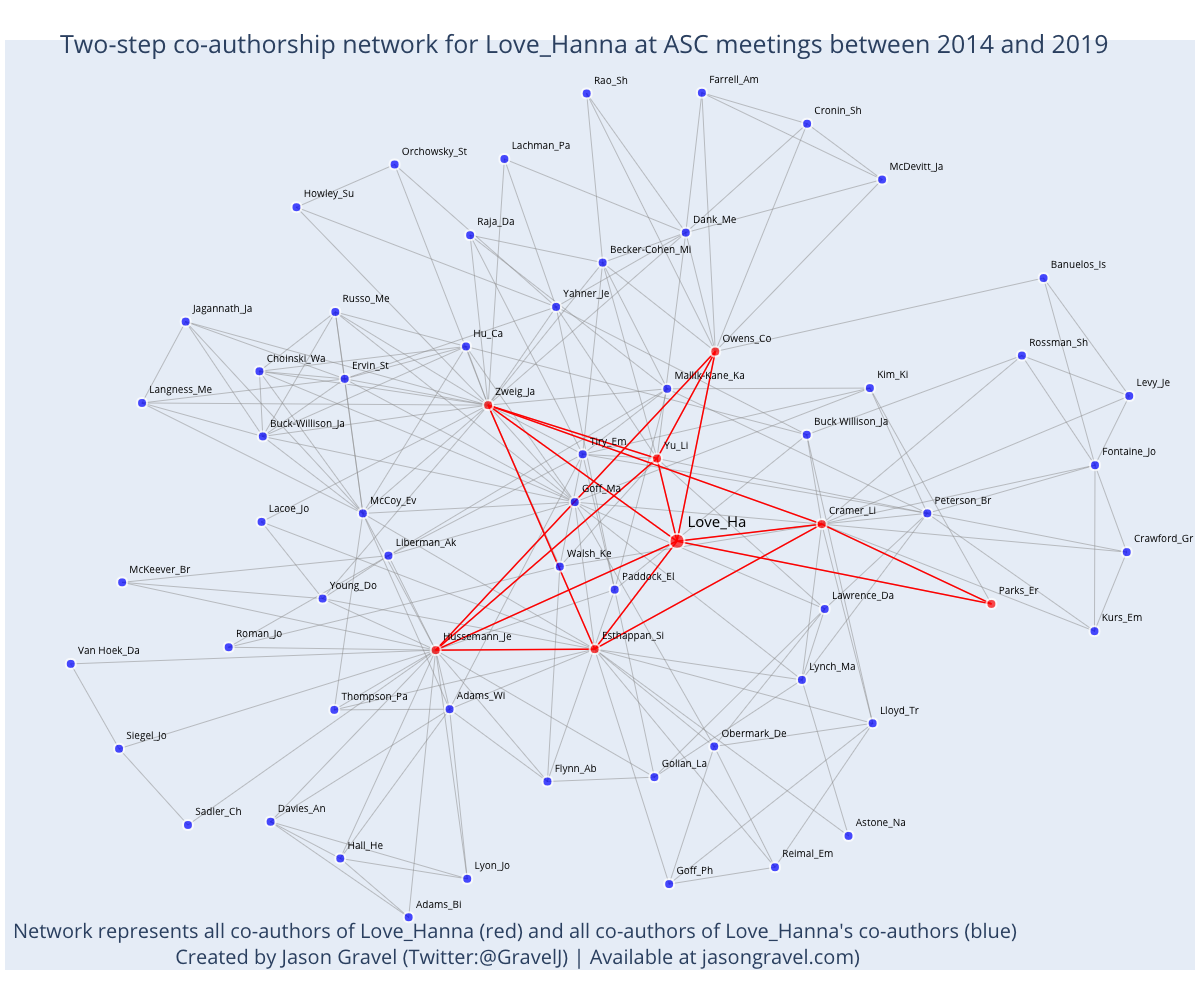 Two-step co-authorship network for Love_Hanna at ASC meetings between 2014 and 2019
Rao_Sh
Farrell_Am
Cronin_Sh
Orchowsky_St
Lachman_Pa
McDevitt_Ja
Howley_Su
Raja_Da
Dank_Me
Becker-Cohen_Mi
Banuelos_Is
Yahner_Je
Russo_Me
Jagannath_Ja
Hu_Ca
Owens_Co
Rossman_Sh
Choinski_Wa
Ervin_St
Mallik-Kane_Ka
Kim_Ki
Levy_Je
Langness_Me
Zweig_Ja
Buck-Willison_Ja
Buck Willison_Ja
Tiry_Em
Yu_Li
Fontaine_Jo
Goff_Ma
McCoy_Ev
Peterson_Br
Lacoe_Jo
Love_Ha
Cramer_Li
Liberman_Ak
Walsh_Ke
Crawford_Gr
McKeever_Br
Young_Do
Paddock_El
Lawrence_Da
Parks_Er
Kurs_Em
Roman_Jo
Hussemann_Je
Esthappan_Si
Van Hoek_Da
Lynch_Ma
Thompson_Pa
Adams_Wi
Lloyd_Tr
Siegel_Jo
Obermark_De
Flynn_Ab
Gollan_La
Sadler_Ch
Davies_An
Astone_Na
Hall_He
Lyon_Jo
Goff_Ph
Reimal_Em
Adams_Bi
Network represents all co-authors of Love_Hanna (red) and all co-authors of Love_Hanna's co-authors (blue)
Created by Jason Gravel (Twitter:@GravelJ) | Available at jasongravel.com)